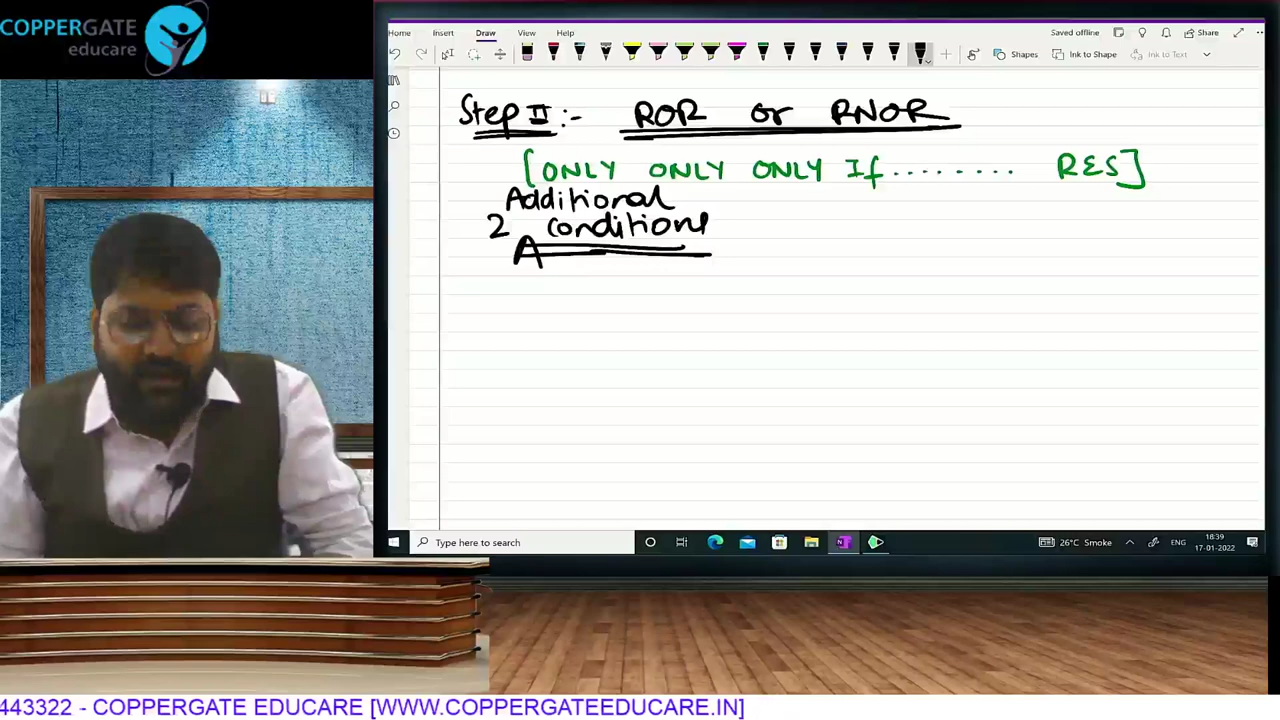 COPPERGATE
educare
Home Insert Draw View Help
Saved offline
Share
Shapes
Ink to Shape
Ink to Text
Step II :- ROR or RNOR
[ONLY ONLY ONLY If ........ RES]
Additional
2 conditions
A
Type here to search
26°C Smoke
ENG
18:39
17-01-2022
443322 - COPPERGATE EDUCARE [WWW.COPPERGATEEDUCARE.IN]